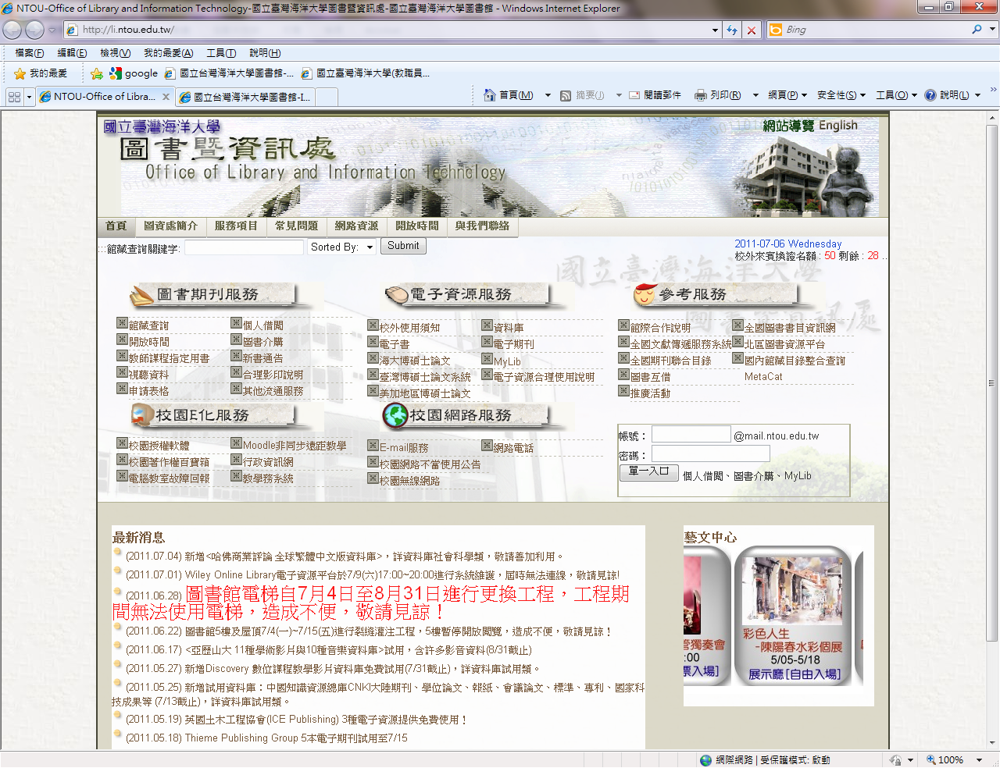 NTOU-Office of Library and Information Technology-國立臺灣海洋大學圖書暨資訊處-國立臺灣海洋大學圖書館 - Windows Internet Explorer
http://li.ntou.edu.tw/
Bing
檔案(F) 編輯(E) 檢視(V) 我的最愛(A) 工具(T) 說明(H)
我的最愛 google 國立台灣海洋大學圖書館-... 國立臺灣海洋大學(教職員...
NTOU-Office of Libra... 國立台灣海洋大學圖書館-I... 首頁(M) 摘要(J) 閱讀郵件 列印(R) 網頁(P) 安全性(S) 工具(O) 說明(L)
國立臺灣海洋大學 網站導覽 English
圖書暨資訊處
Office of Library and Information Technology
首頁 圖資處簡介 服務項目 常見問題 網路資源 開放時間 與我們聯絡
:::館藏查詢關鍵字: Sorted By: Submit
2011-07-06 Wednesday
校外來賓換證名額 : 50 剩餘 : 28 ..
國立臺灣海洋大學
圖書暨資訊處
圖書期刊服務 電子資源服務 參考服務
館藏查詢 個人借閱 校外使用須知 資料庫 館際合作說明 全國圖書書目資訊網
開放時間 圖書介購 電子書 電子期刊 全國文獻傳遞服務系統 北區圖書資源平台
教師課程指定用書 新書通告 海大博碩士論文 MyLib 全國期刊聯合目錄 國內館藏目錄整合查詢
視聽資料 合理影印說明 臺灣博碩士論文系統 電子資源合理使用說明 圖書互借 MetaCat
申請表格 其他流通服務 美加地區博碩士論文 推廣活動
校園E化服務 校園網路服務
校園授權軟體 Moodle非同步遠距教學 E-mail服務 網路電話
校園著作權百寶箱 行政資訊網 校園網路不當使用公告
電腦教室故障回報 教學務系統 校園無線網路
帳號： @mail.ntou.edu.tw
密碼：
單一入口 個人借閱、圖書介購、MyLib
最新消息
(2011.07.04) 新增<哈佛商業評論 全球繁體中文版資料庫>，詳資料庫社會科學類，敬請善加利用。
(2011.07.01) Wiley Online Library電子資源平台於7/9(六)17:00~20:00進行系統維護，屆時無法連線，敬請見諒!
(2011.06.28) 圖書館電梯自7月4日至8月31日進行更換工程，工程期
間無法使用電梯，造成不便，敬請見諒！
(2011.06.22) 圖書館5樓及屋頂7/4(一)~7/15(五)進行裂縫灌注工程，5樓暫停開放閱覽，造成不便，敬請見諒！
(2011.06.17) <亞歷山大 11種學術影片與10種音樂資料庫>試用，含許多影音資料(8/31截止)
(2011.05.27) 新增Discovery 數位課程教學影片資料庫免費試用(7/31截止)，詳資料庫試用類。
(2011.05.25) 新增試用資料庫：中國知識資源總庫CNKI大陸期刊、學位論文、報紙、會議論文、標準、專利、國家科
技成果等 (7/13截止)，詳資料庫試用類。
(2011.05.19) 英國土木工程協會(ICE Publishing) 3種電子資源提供免費使用！
(2011.05.18) Thieme Publishing Group 5本電子期刊試用至7/15
藝文中心
管獨奏會
:00
票入場]
彩色人生
-陳陽春水彩個展
5/05-5/18
展示廳 [自由入場]
網際網路 | 受保護模式: 啟動 100%